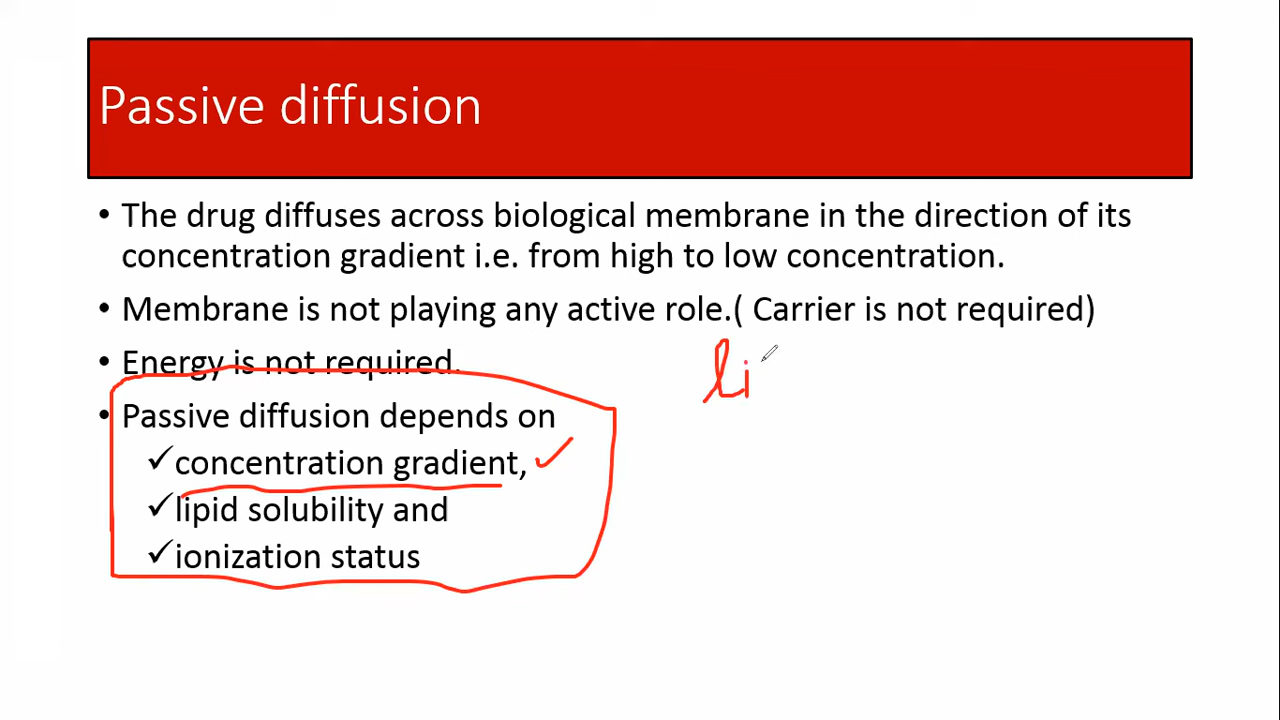 Passive diffusion
• The drug diffuses across biological membrane in the direction of its
concentration gradient i.e. from high to low concentration.
• Membrane is not playing any active role.( Carrier is not required)
• Energy is not required.
li
• Passive diffusion depends on
✓concentration gradient, ✓
✓lipid solubility and
✓ionization status